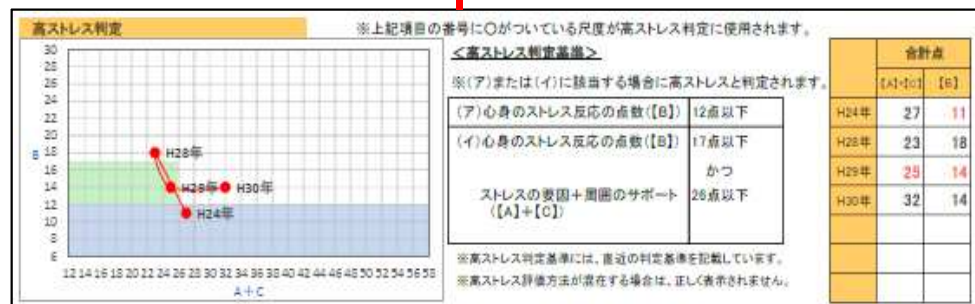 高ストレス判定
※上記項目の番号に〇がついている尺度が高ストレス判定に使用されます。
30
28
26
24
22
20
18
16
14
12
10
8
6
B
H28年
H29年
H30年
H24年
12 14 16 18 20 22 24 26 28 30 32 34 36 38 40 42 44 46 48 50 52 54 56 58
A+C
<高ストレス判定基準>
※(ア)または(イ)に該当する場合に高ストレスと判定されます。
(ア)心身のストレス反応の点数(【B】) 12点以下
(イ)心身のストレス反応の点数(【B】) 17点以下
かつ
ストレスの要因+周囲のサポート 26点以下
(【A】+【C】)
※高ストレス判定基準には、直近の判定基準を記載しています。
※高ストレス評価方法が混在する場合は、正しく表示されません。
合計点
【A】+【C】 【B】
H24年 27 11
H28年 23 18
H29年 25 14
H30年 32 14